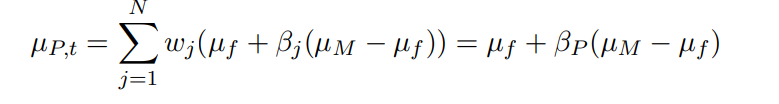 μ_{P,t} = \sum_{j=1}^{N} w_j(μ_f + β_j(μ_M − μ_f)) = μ_f + β_P(μ_M − μ_f)